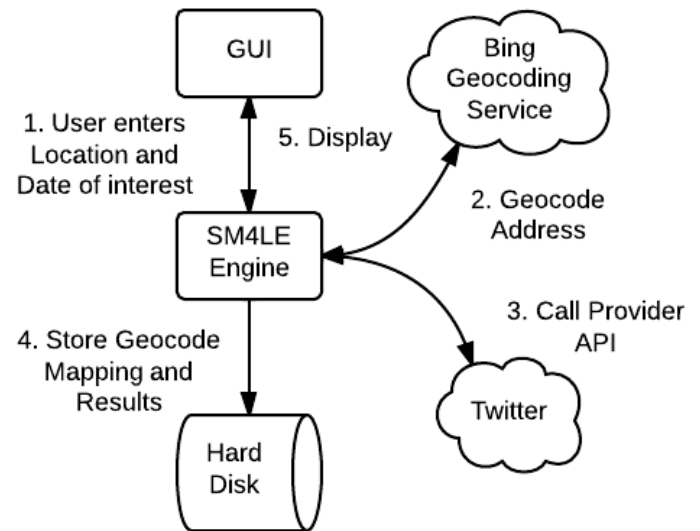 GUI
Bing
Geocoding
Service
1. User enters
Location and
Date of interest
5. Display
2. Geocode
Address
SM4LE
Engine
3. Call Provider
API
4. Store Geocode
Mapping and
Results
Twitter
Hard
Disk